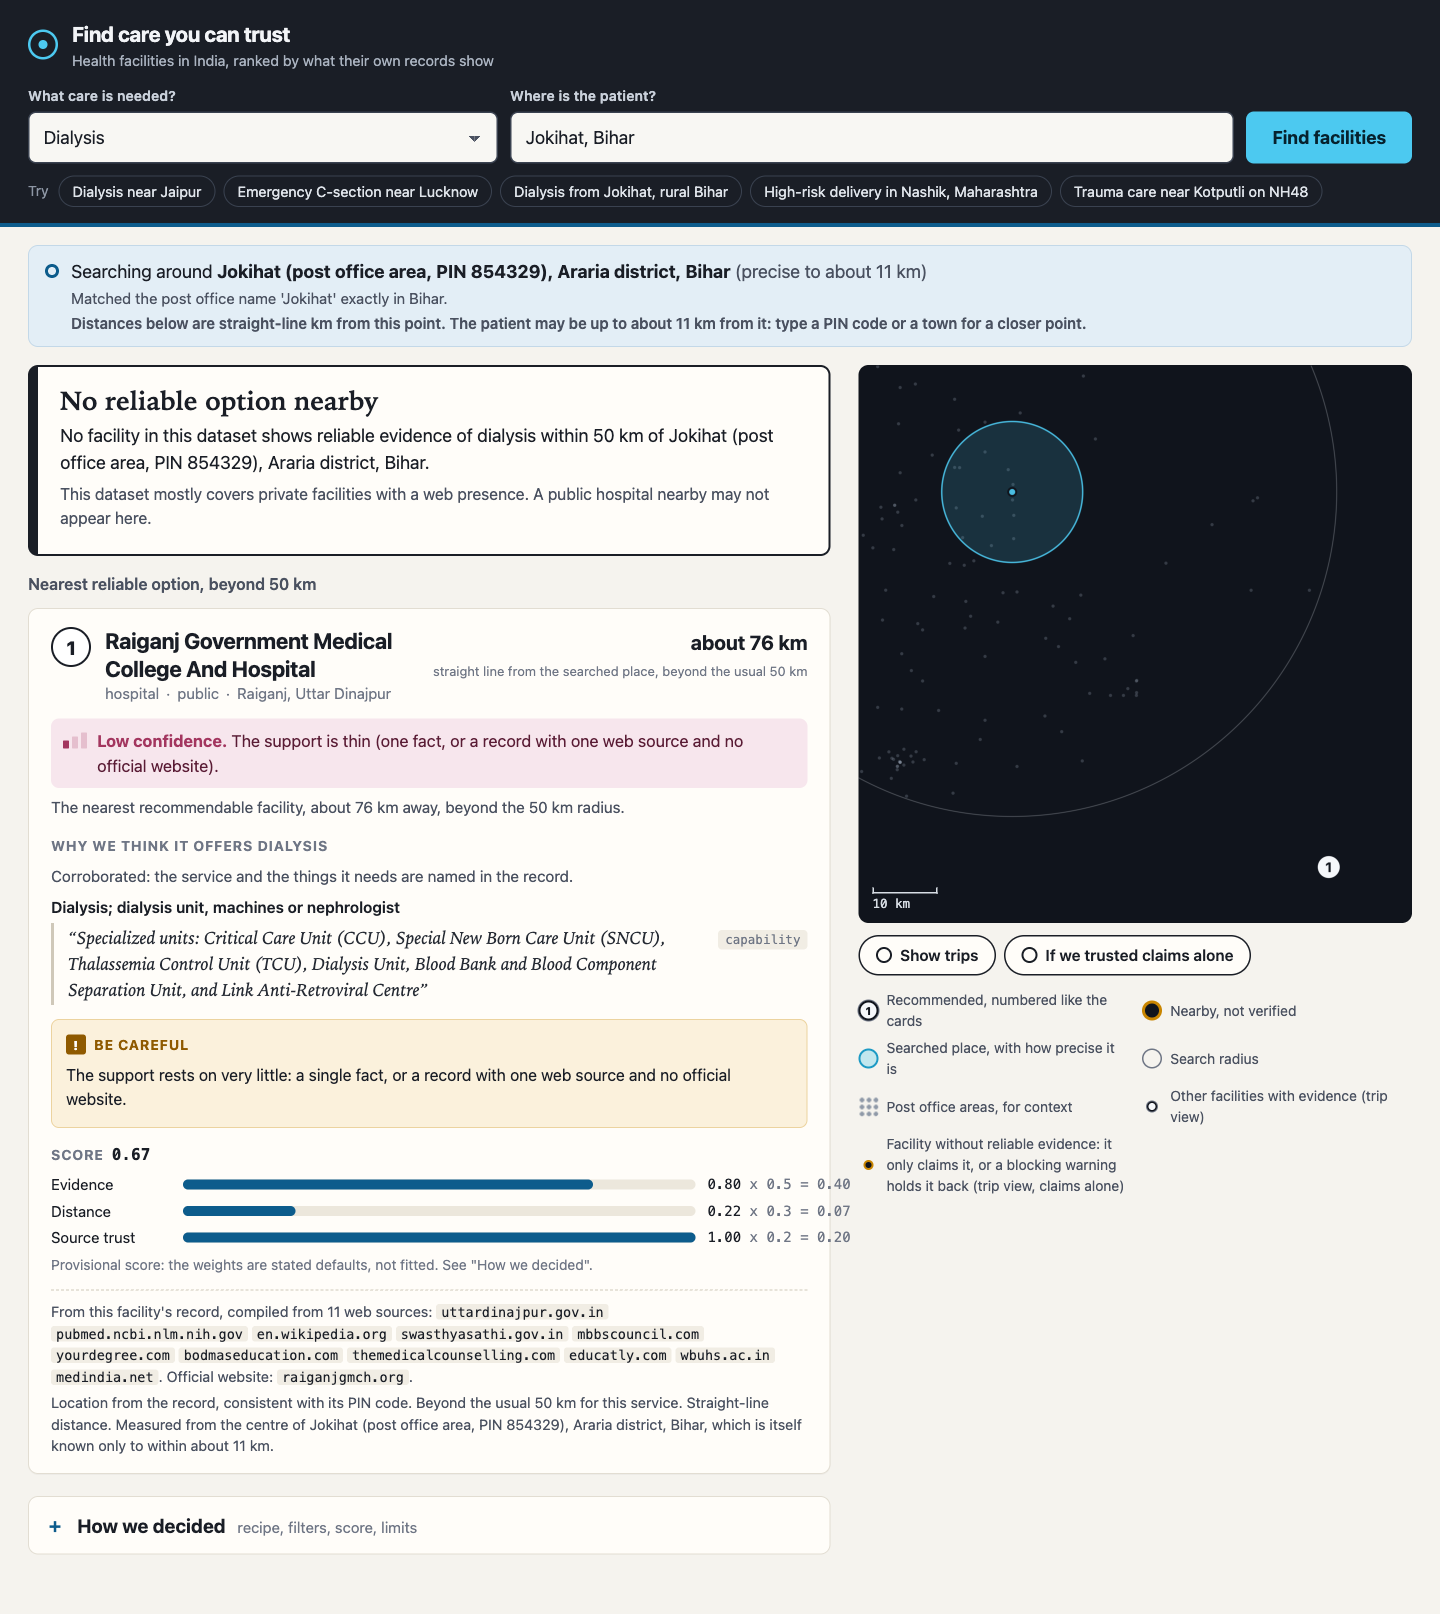 Find care you can trust
Health facilities in India, ranked by what their own records show
What care is needed?
Where is the patient?
Dialysis
Jokihat, Bihar
Find facilities
Try
Dialysis near Jaipur
Emergency C-section near Lucknow
Dialysis from Jokihat, rural Bihar
High-risk delivery in Nashik, Maharashtra
Trauma care near Kotputli on NH48
Searching around Jokihat (post office area, PIN 854329), Araria district, Bihar (precise to about 11 km)
Matched the post office name 'Jokihat' exactly in Bihar.
Distances below are straight-line km from this point. The patient may be up to about 11 km from it: type a PIN code or a town for a closer point.
No reliable option nearby
No facility in this dataset shows reliable evidence of dialysis within 50 km of Jokihat (post
office area, PIN 854329), Araria district, Bihar.
This dataset mostly covers private facilities with a web presence. A public hospital nearby may not
appear here.
Nearest reliable option, beyond 50 km
1
Raiganj Government Medical
College And Hospital
hospital · public · Raiganj, Uttar Dinajpur
about 76 km
straight line from the searched place, beyond the usual 50 km
Low confidence. The support is thin (one fact, or a record with one web source and no
official website).
The nearest recommendable facility, about 76 km away, beyond the 50 km radius.
WHY WE THINK IT OFFERS DIALYSIS
Corroborated: the service and the things it needs are named in the record.
Dialysis; dialysis unit, machines or nephrologist
“Specialized units: Critical Care Unit (CCU), Special New Born Care Unit (SNCU),
Thalassemia Control Unit (TCU), Dialysis Unit, Blood Bank and Blood Component
Separation Unit, and Link Anti-Retroviral Centre”
capability
! BE CAREFUL
The support rests on very little: a single fact, or a record with one web source and no official
website.
SCORE 0.67
Evidence 0.80 x 0.5 = 0.40
Distance 0.22 x 0.3 = 0.07
Source trust 1.00 x 0.2 = 0.20
Provisional score: the weights are stated defaults, not fitted. See "How we decided".
From this facility's record, compiled from 11 web sources: uttardinajpur.gov.in
pubmed.ncbi.nlm.nih.gov en.wikipedia.org swasthyasathi.gov.in mbbscouncil.com
yourdegree.com bodmaseducation.com themedicalcounselling.com educatly.com wbuhs.ac.in
medindia.net. Official website: raiganjgmch.org.
Location from the record, consistent with its PIN code. Beyond the usual 50 km for this service. Straight-line
distance. Measured from the centre of Jokihat (post office area, PIN 854329), Araria district, Bihar, which is itself
known only to within about 11 km.
+ How we decided recipe, filters, score, limits
1
10 km
Show trips
If we trusted claims alone
1 Recommended, numbered like the
cards
Nearby, not verified
Searched place, with how precise it
is
Search radius
Post office areas, for context
Other facilities with evidence (trip
view)
Facility without reliable evidence: it
only claims it, or a blocking warning
holds it back (trip view, claims alone)